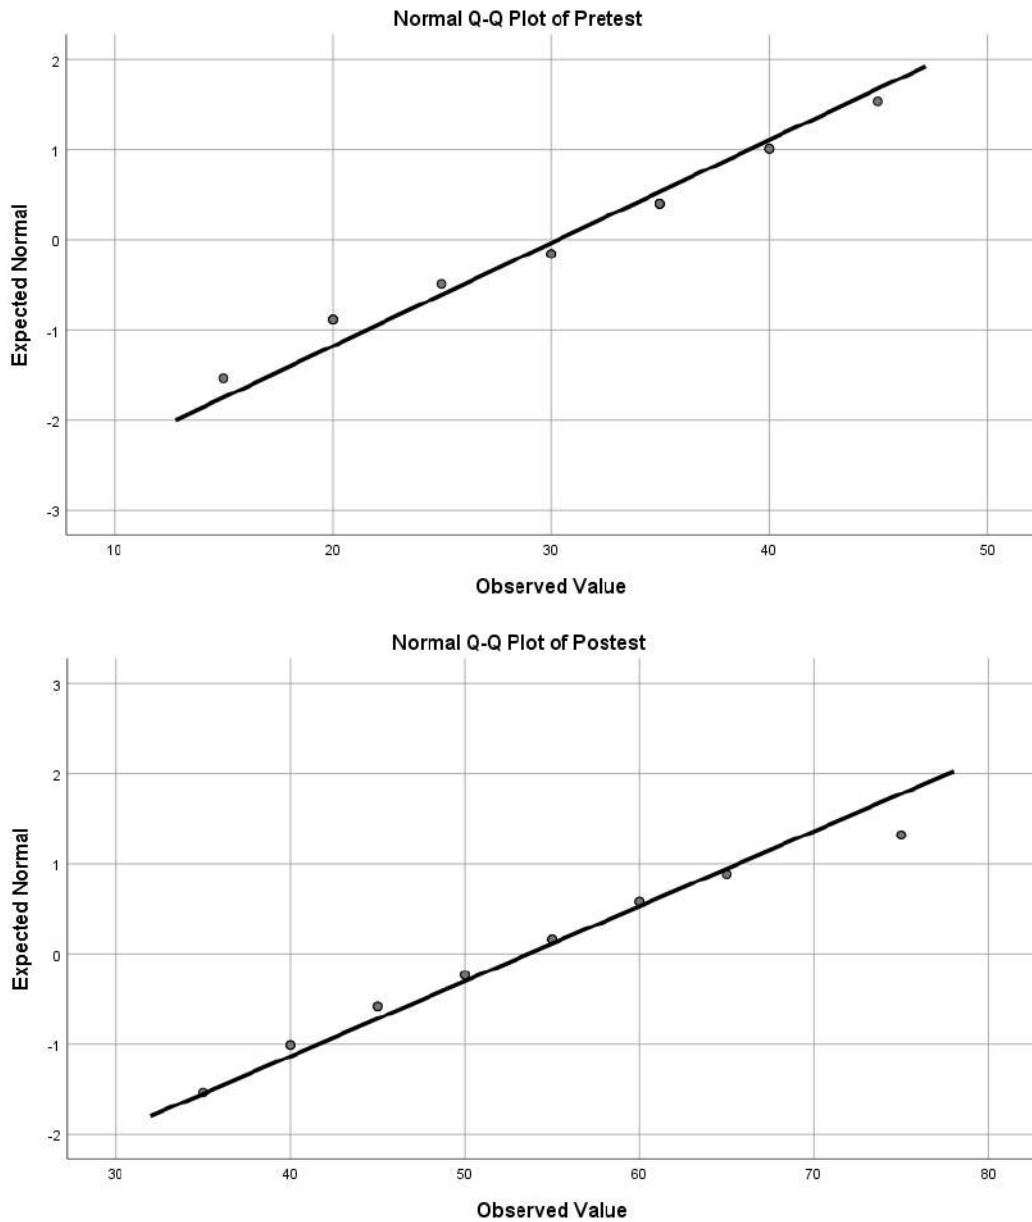 Normal Q-Q Plot of Pretest
2
1
0
-1
-2
-3
Expected Normal
10 20 30 40 50
Observed Value
Normal Q-Q Plot of Postest
3
2
1
0
-1
-2
Expected Normal
30 40 50 60 70 80
Observed Value